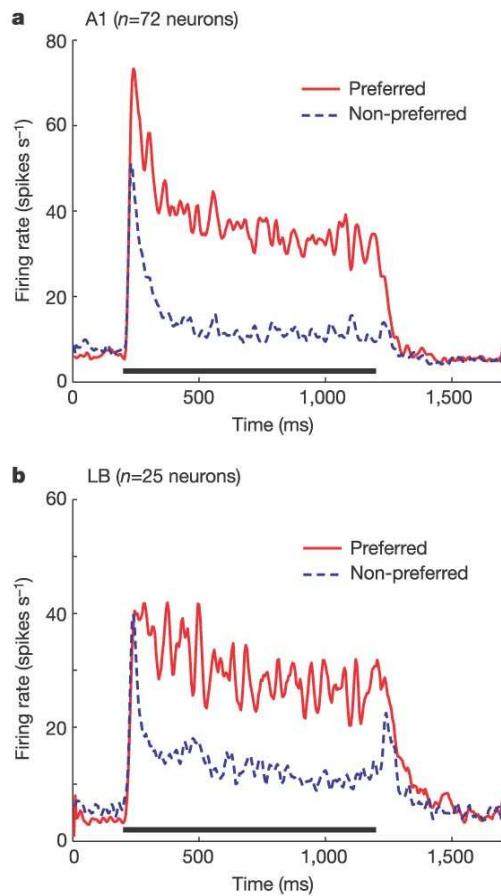 a A1 (n=72 neurons)
80
60
40
20
0
Firing rate (spikes s⁻¹)
Preferred
Non-preferred
0 500 1,000 1,500
Time (ms)
b LB (n=25 neurons)
60
40
20
0
Firing rate (spikes s⁻¹)
Preferred
Non-preferred
0 500 1,000 1,500
Time (ms)